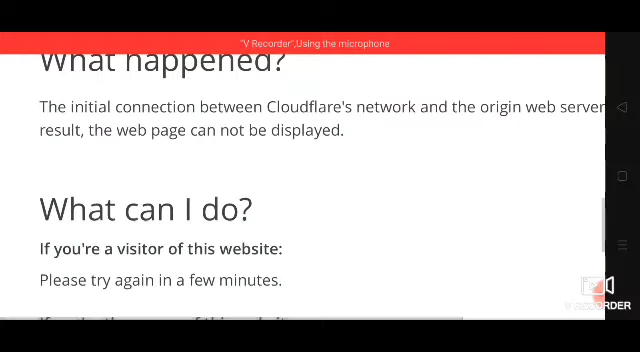 "V Recorder",Using the microphone
What happened?
The initial connection between Cloudflare's network and the origin web server
result, the web page can not be displayed.
What can I do?
If you're a visitor of this website:
Please try again in a few minutes.
V RECORDER